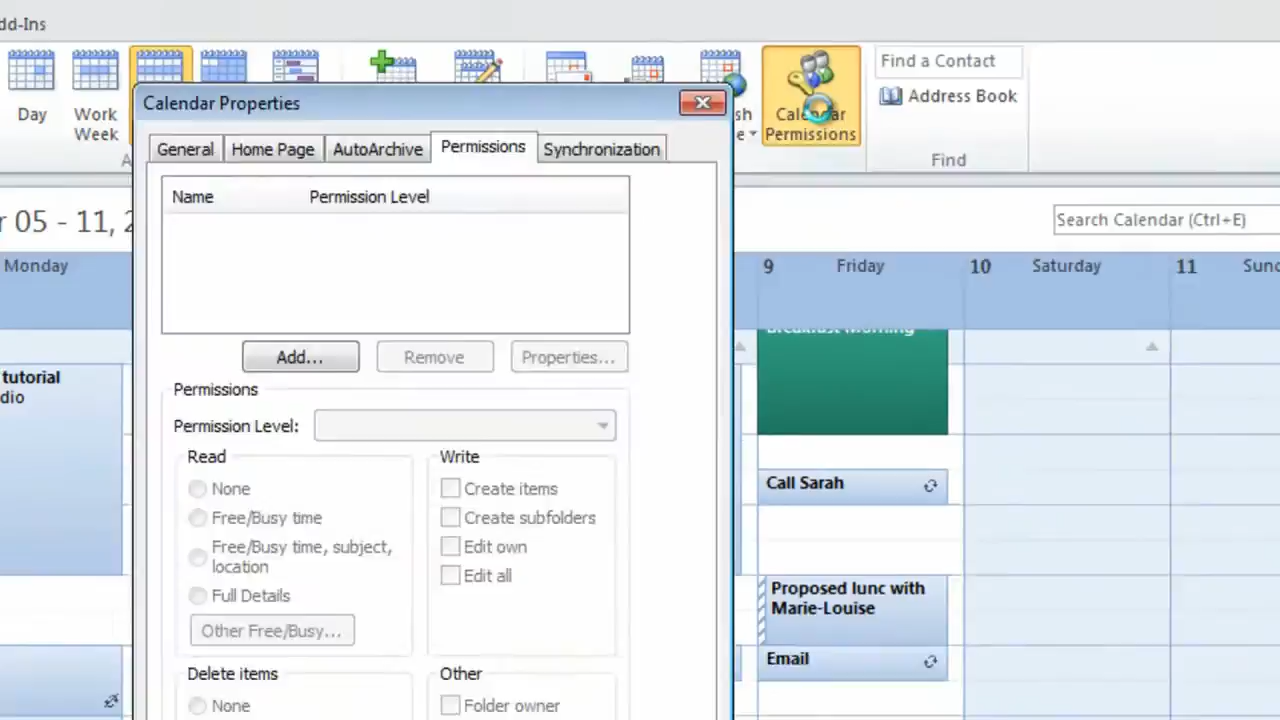 dd-Ins
Day
Work
Week
Calendar
Permissions
Find a Contact
Address Book
Find
Calendar Properties
General
Home Page
AutoArchive
Permissions
Synchronization
Name
Permission Level
Add...
Remove
Properties...
Permissions
Permission Level:
Read
None
Free/Busy time
Free/Busy time, subject,
location
Full Details
Other Free/Busy...
Write
Create items
Create subfolders
Edit own
Edit all
Delete items
None
Other
Folder owner
r 05 - 11, 2
Search Calendar (Ctrl+E)
Monday
9
Friday
10
Saturday
11
Sunc
tutorial
dio
Breakfast Morning
Call Sarah
Proposed lunc with
Marie-Louise
Email